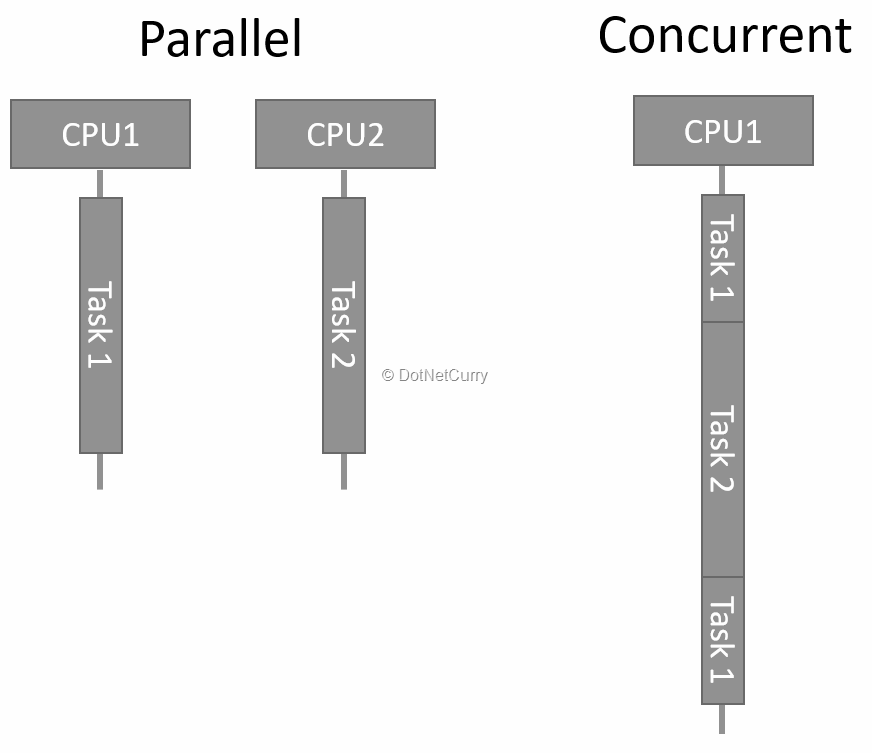 Parallel
Concurrent
CPU1
CPU2
CPU1
Task 1
Task 2
Task 1
Task 2
Task 1
© DotNetCurry